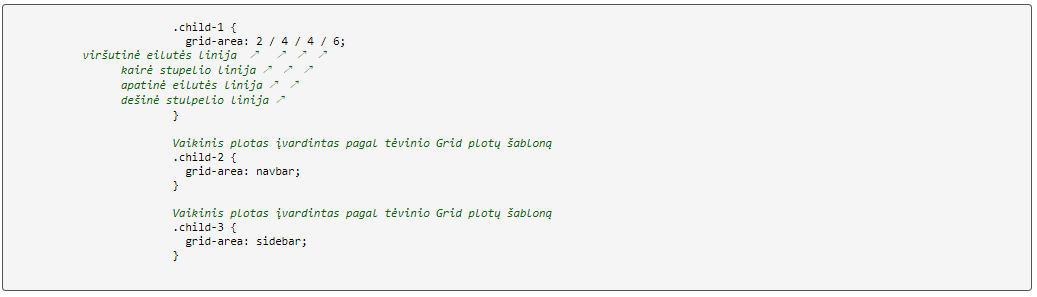 .child-1 {
grid-area: 2 / 4 / 4 / 6;
viršutinė eilutės linija ↗ ↗ ↗ ↗
kairė stupelio linija ↗ ↗ ↗
apatinė eilutės linija ↗ ↗
dešinė stulpelio linija ↗
}
Vaikinis plotas įvardintas pagal tėvinio Grid plotų šabloną
.child-2 {
grid-area: navbar;
}
Vaikinis plotas įvardintas pagal tėvinio Grid plotų šabloną
.child-3 {
grid-area: sidebar;
}